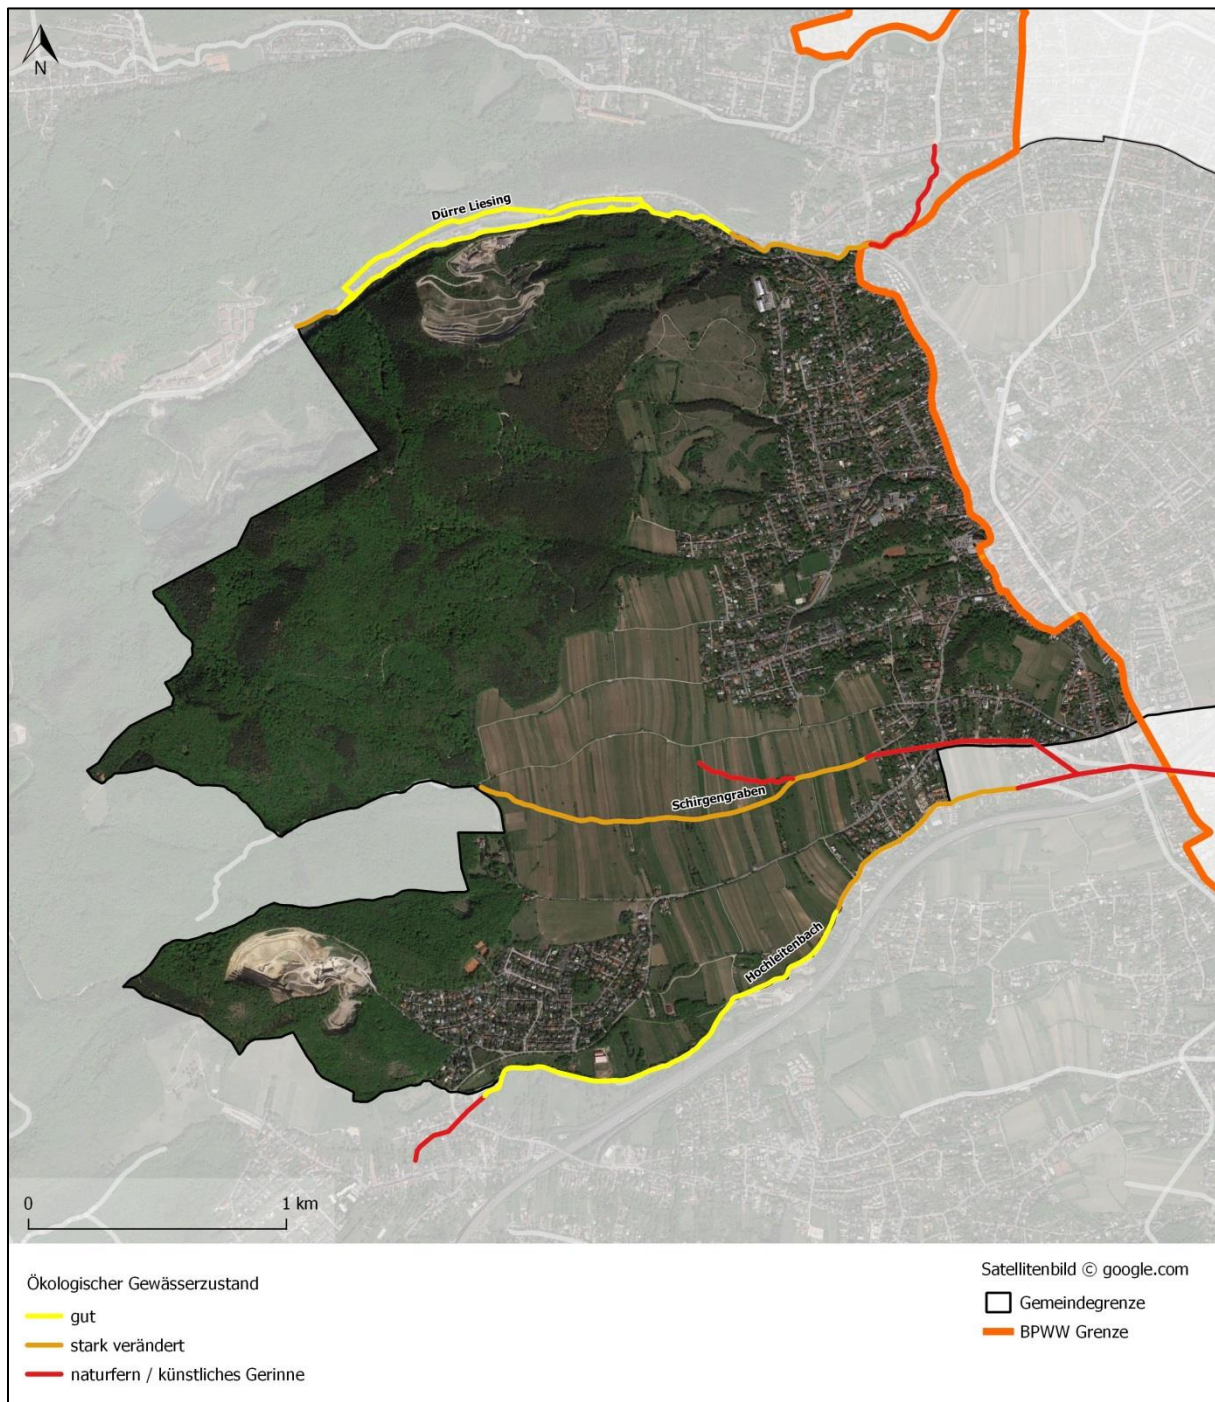 N
Dürre Liesing
Schirgengraben
Hochleitenbach
0 1 km
Ökologischer Gewässerzustand
gut
stark verändert
naturfern / künstliches Gerinne
Satellitenbild © google.com
Gemeindegrenze
BPWW Grenze